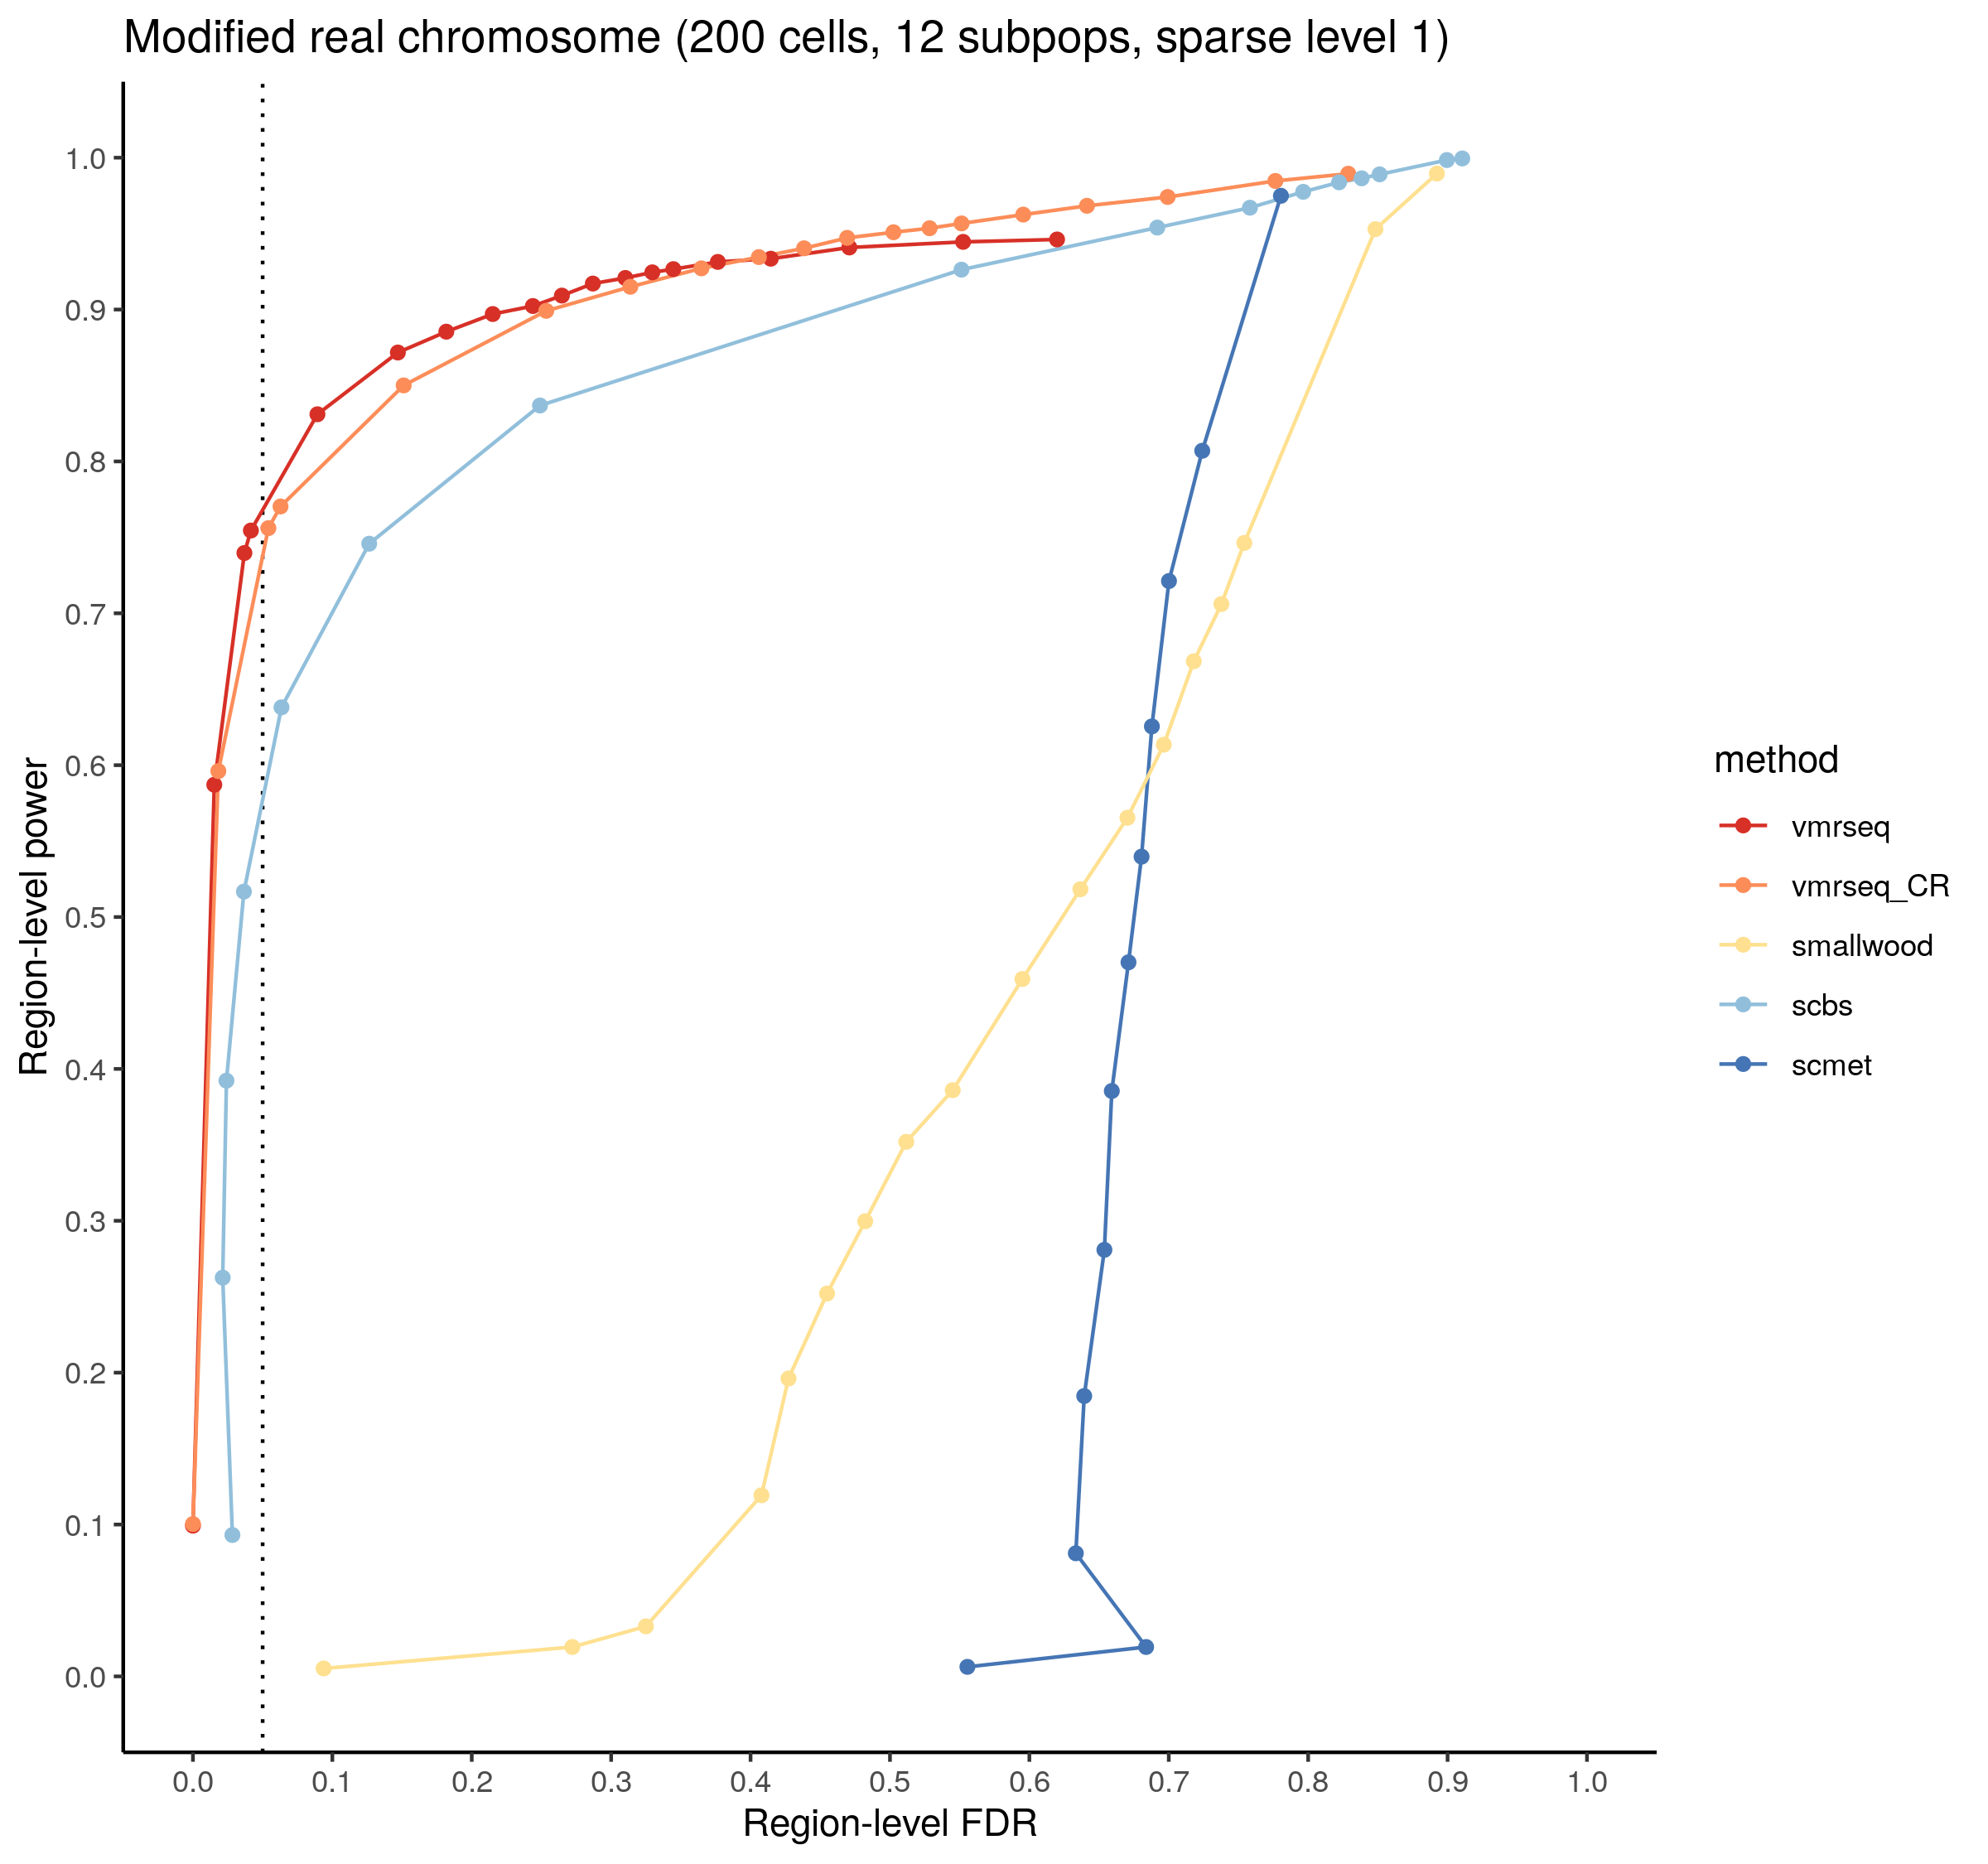 Modified real chromosome (200 cells, 12 subpops, sparse level 1)
1.0
0.9
0.8
0.7
0.6
0.5
0.4
0.3
0.2
0.1
0.0
Region-level power
0.0 0.1 0.2 0.3 0.4 0.5 0.6 0.7 0.8 0.9 1.0
Region-level FDR
method
vmrseq
vmrseq_CR
smallwood
scbs
scmet